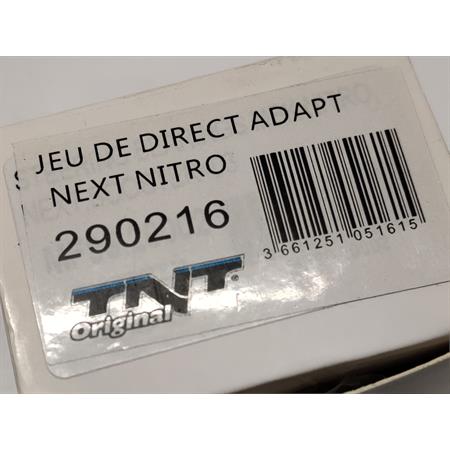 JEU DE DIRECT ADAPT
NEXT NITRO
290216
3 661251 051615
TNT®
Original